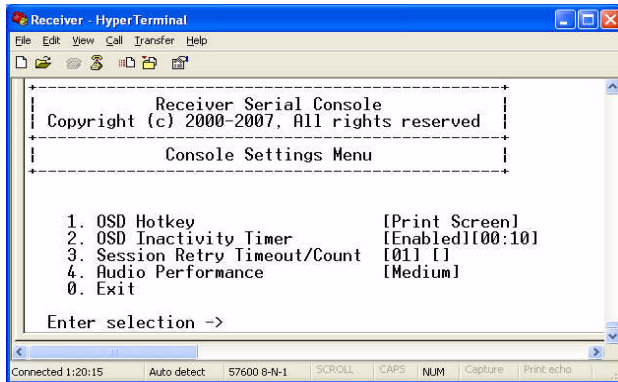 Receiver - HyperTerminal
File Edit View Call Transfer Help
Receiver Serial Console
Copyright (c) 2000-2007, All rights reserved
Console Settings Menu
1. OSD Hotkey [Print Screen]
2. OSD Inactivity Timer [Enabled][00:10]
3. Session Retry Timeout/Count [01] []
4. Audio Performance [Medium]
0. Exit
Enter selection ->
Connected 1:20:15 Auto detect 57600 8-N-1 SCROLL CAPS NUM Capture Print echo